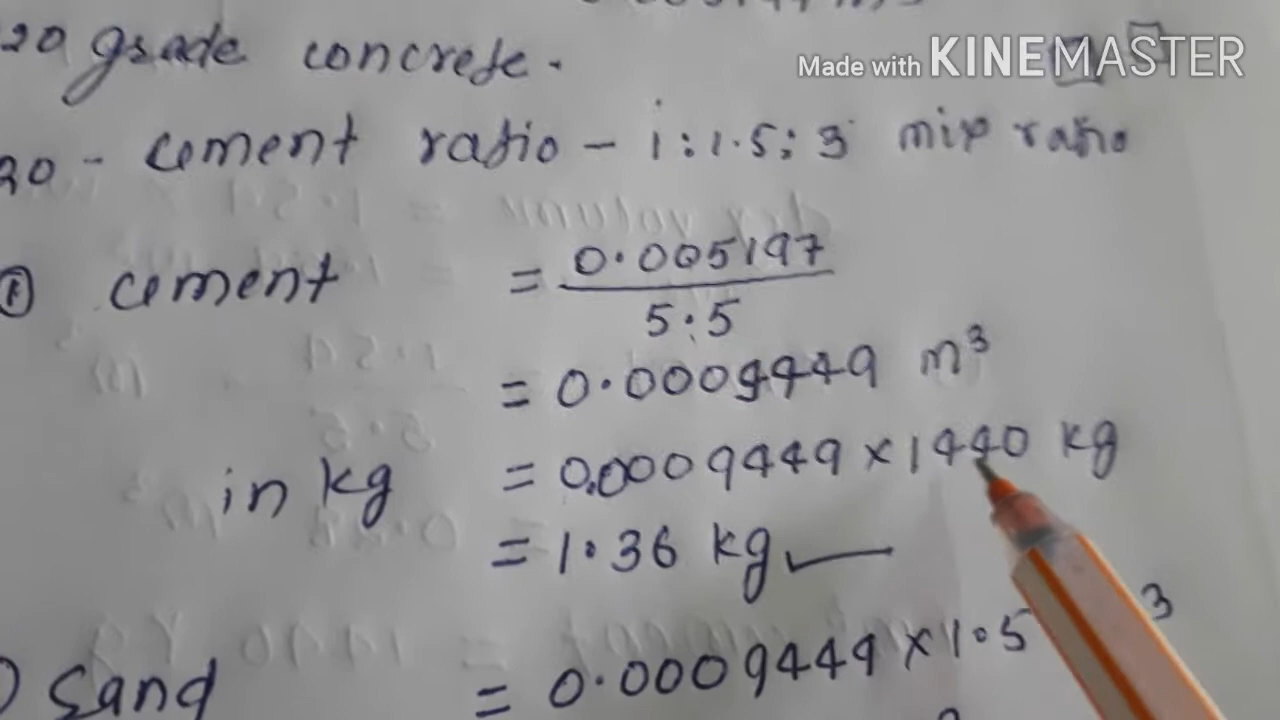 Made with KINEMASTER
20 grade concrete.
20 - cement ratio - 1:1.5:3 mix ratio
① cement = 0.005197
5.5
= 0.0009449 m³
in kg = 0.0009449 × 1440 kg
= 1.36 kg
) Sand = 0.0009449 × 1.5 3